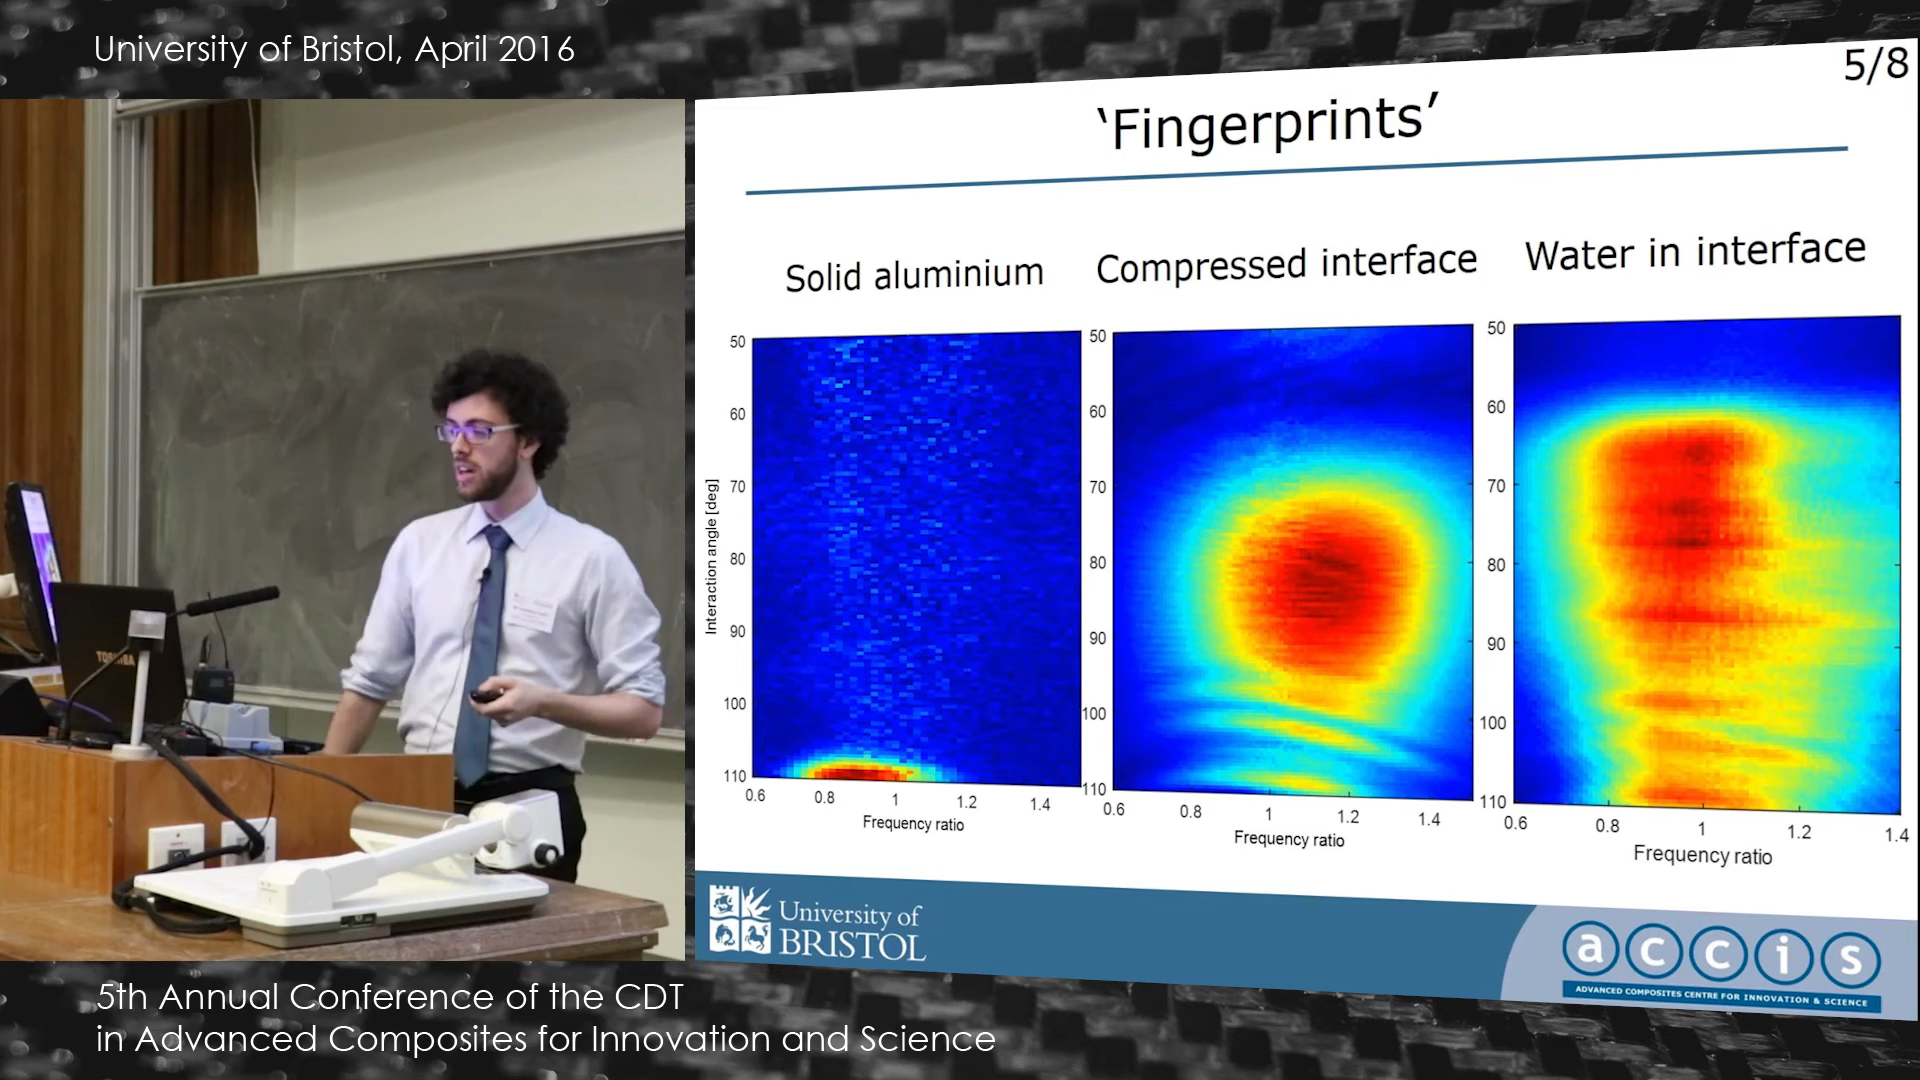 University of Bristol, April 2016
5/8
‘Fingerprints’
Solid aluminium
Compressed interface
Water in interface
Interaction angle [deg]
50
60
70
80
90
100
110
0.6 0.8 1 1.2 1.4
Frequency ratio
50
60
70
80
90
100
110
0.6 0.8 1 1.2 1.4
Frequency ratio
50
60
70
80
90
100
110
0.6 0.8 1 1.2 1.4
Frequency ratio
TOSHIBA
University of
BRISTOL
accis
ADVANCED COMPOSITES CENTRE FOR INNOVATION & SCIENCE
5th Annual Conference of the CDT
in Advanced Composites for Innovation and Science